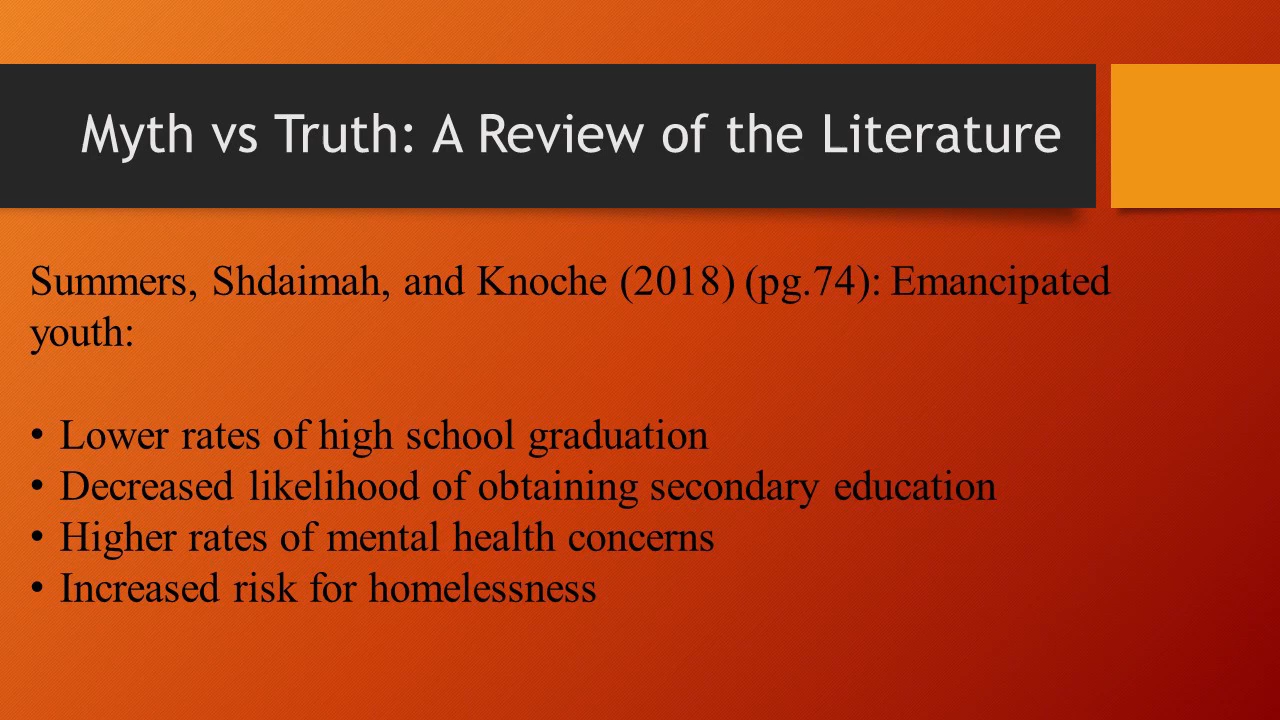 Myth vs Truth: A Review of the Literature
Summers, Shdaimah, and Knoche (2018) (pg.74): Emancipated
youth:
• Lower rates of high school graduation
• Decreased likelihood of obtaining secondary education
• Higher rates of mental health concerns
• Increased risk for homelessness